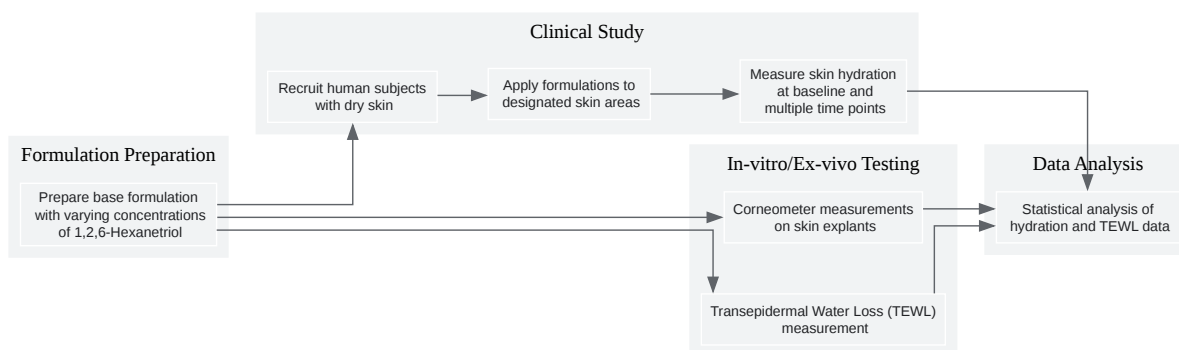 Clinical Study
Recruit human subjects
with dry skin
Apply formulations to
designated skin areas
Measure skin hydration
at baseline and
multiple time points
Formulation Preparation
Prepare base formulation
with varying concentrations
of 1,2,6-Hexanetriol
In-vitro/Ex-vivo Testing
Corneometer measurements
on skin explants
Transepidermal Water Loss (TEWL)
measurement
Data Analysis
Statistical analysis of
hydration and TEWL data